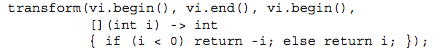 transform(vi.begin(), vi.end(), vi.begin(),
[](int i) -> int
{ if (i < 0) return -i; else return i; });